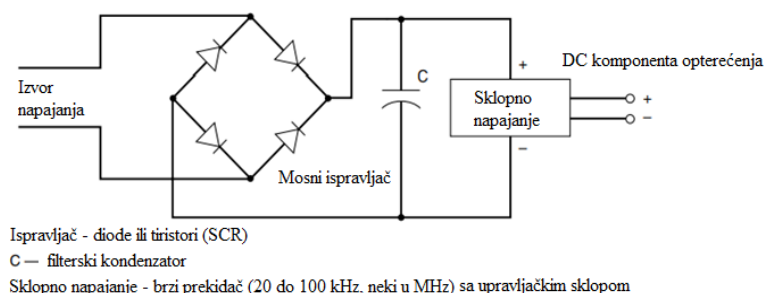 Izvor
napajanja
C
+
DC komponenta opterećenja
Sklopno
napajanje
+
−
−
Mosni ispravljač
Ispravljač - diode ili tiristori (SCR)
C — filterski kondenzator
Sklopno napajanje - brzi prekidač (20 do 100 kHz, neki u MHz) sa upravljačkim sklopom